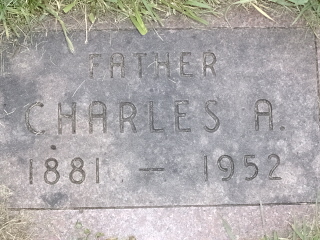 FATHER
CHARLES A.
1881 — 1952